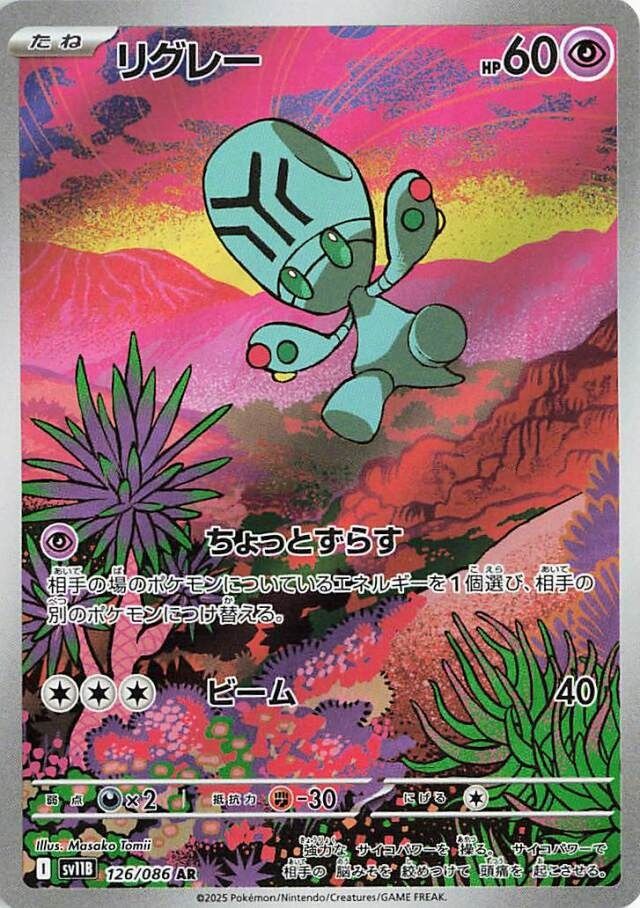 たね
リグレー
HP60
ちょっとずらす
相手の場のポケモンについているエネルギーを1個選び、相手の
別のポケモンにつけ替える。
ビーム 40
弱点 ×2 抵抗力 -30 にげる
Illus. Masako Tomii
強力な サイコパワーを 操る。 サイコパワーで
相手の 脳みそを 絞めつけて 頭痛を 起こさせる。
I sv11B 126/086 AR
©2025 Pokémon/Nintendo/Creatures/GAME FREAK.